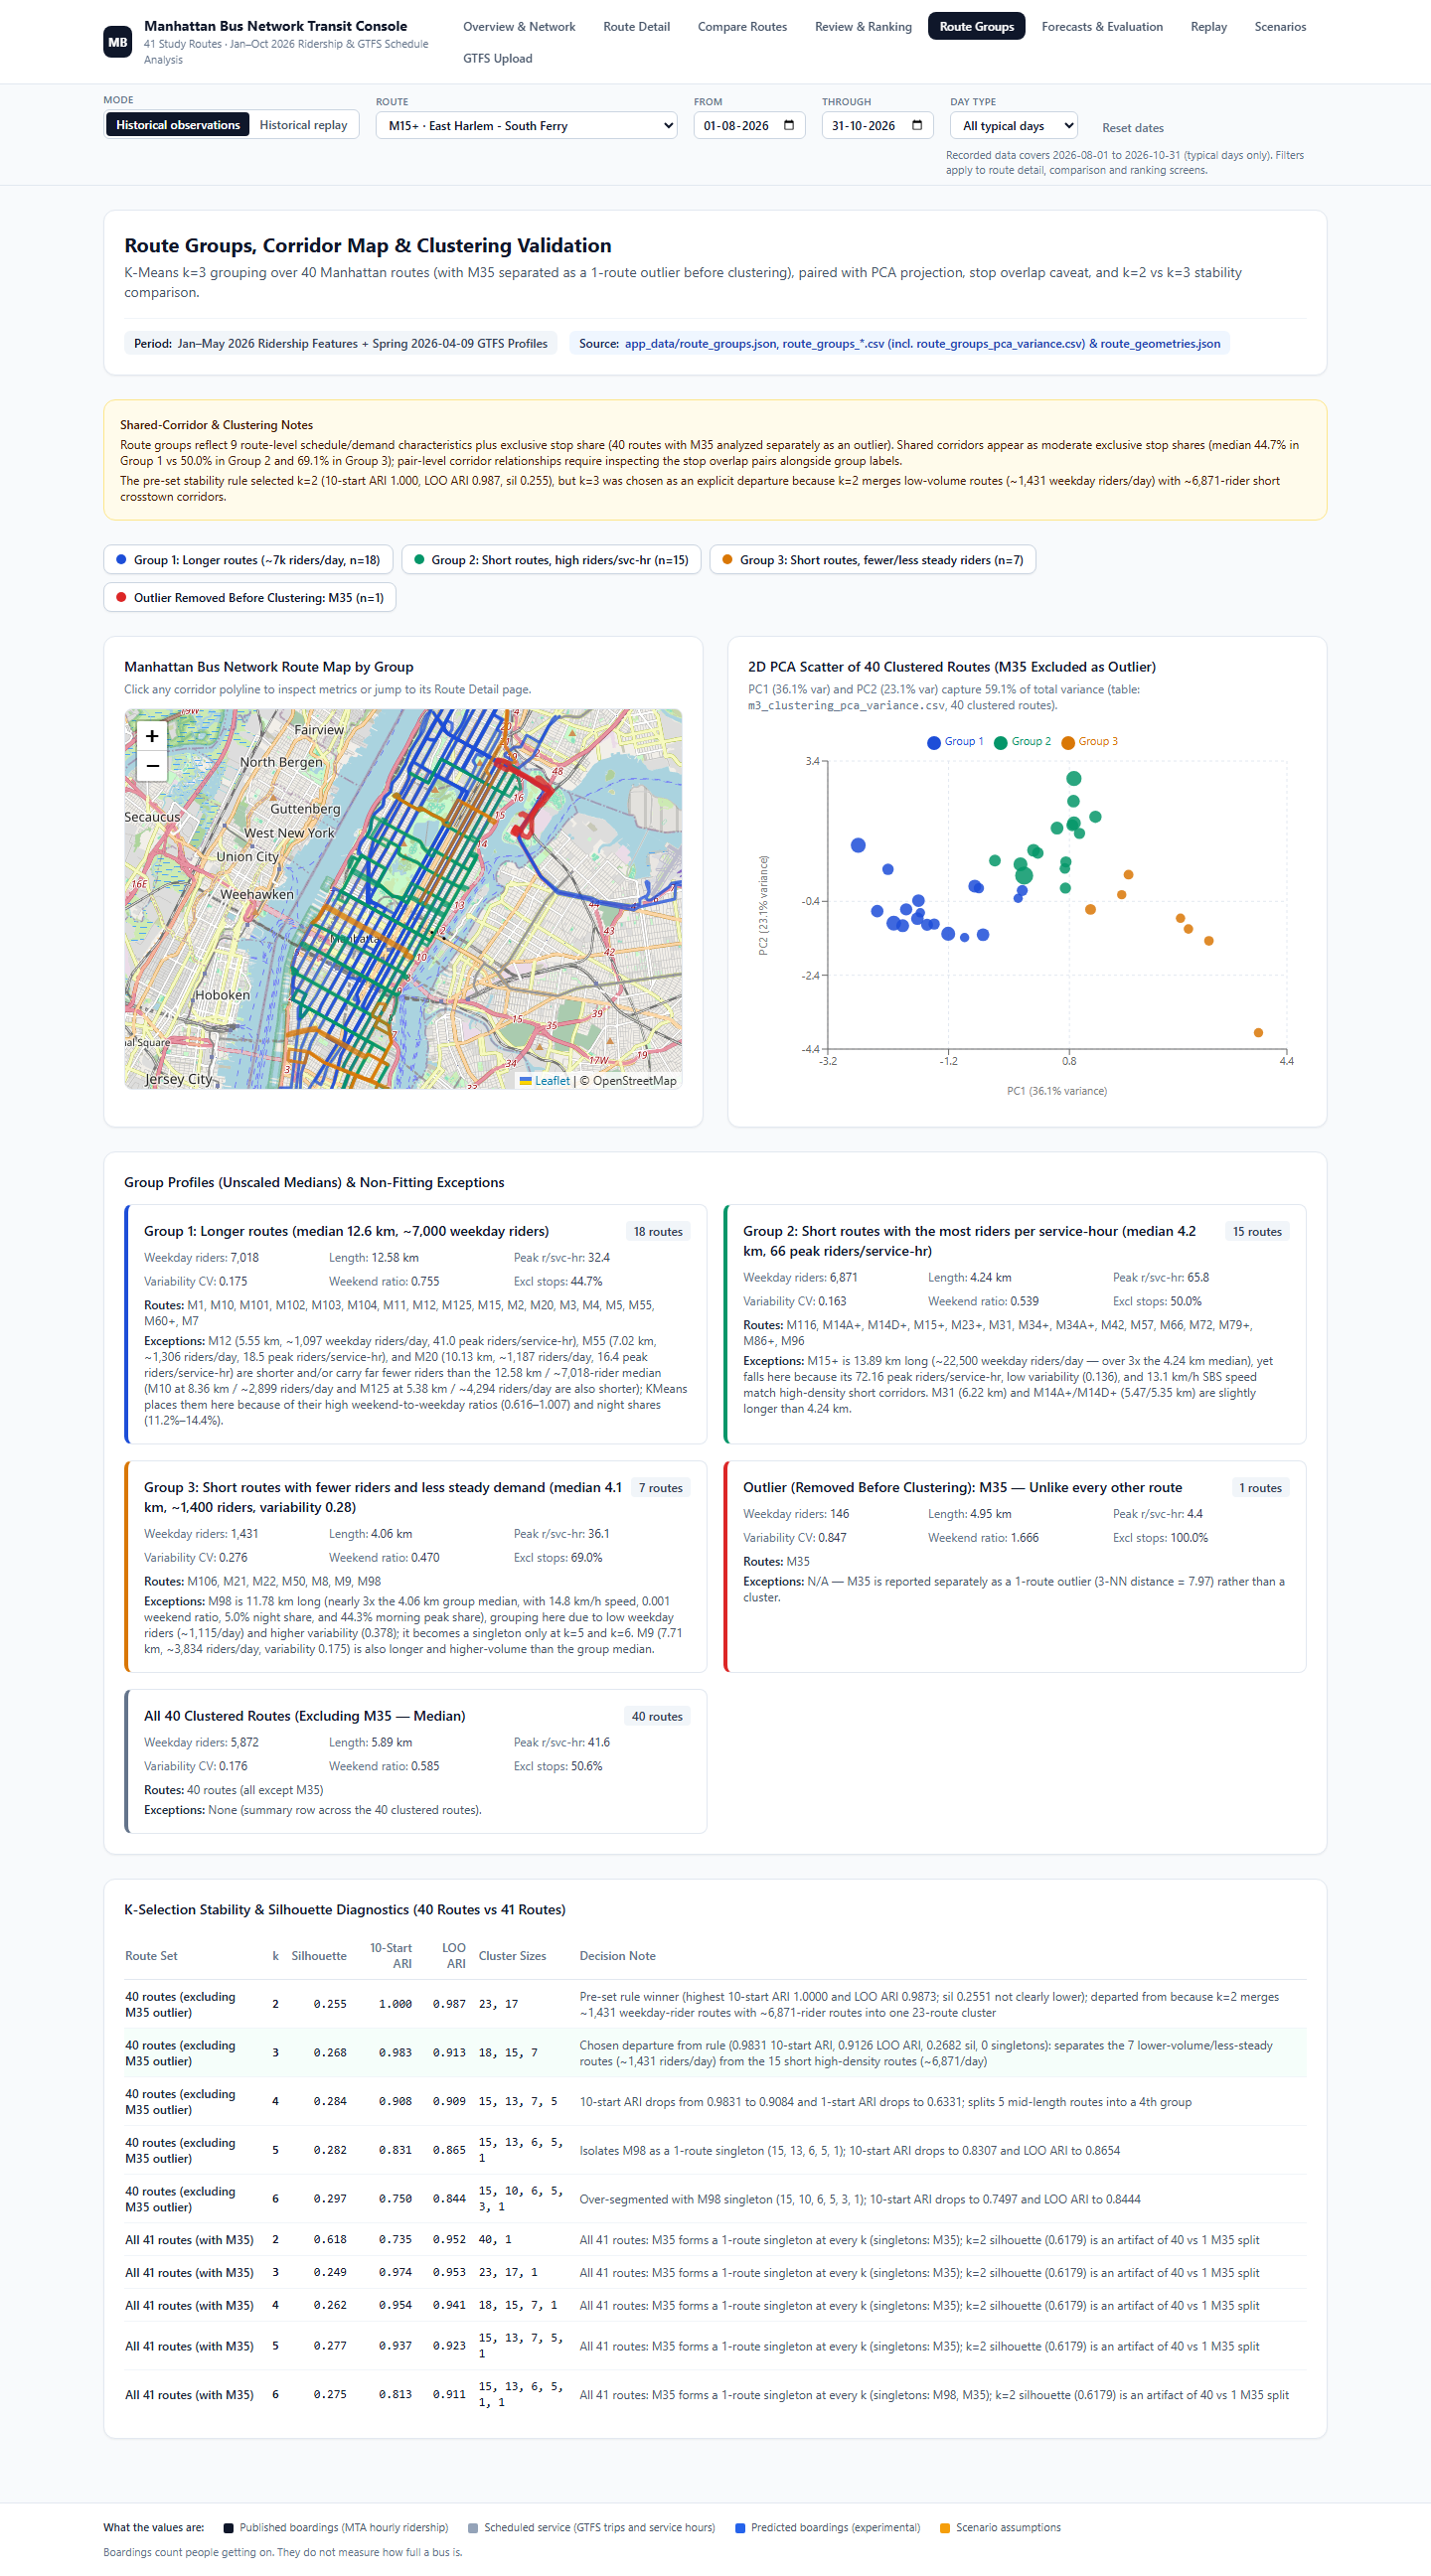 MB
Manhattan Bus Network Transit Console
41 Study Routes · Jan–Oct 2026 Ridership & GTFS Schedule
Analysis
Overview & Network
Route Detail
Compare Routes
Review & Ranking
Route Groups
Forecasts & Evaluation
Replay
Scenarios
GTFS Upload
MODE
Historical observations
Historical replay
ROUTE
M15+ · East Harlem - South Ferry
FROM
01-08-2026
THROUGH
31-10-2026
DAY TYPE
All typical days
Reset dates
Recorded data covers 2026-08-01 to 2026-10-31 (typical days only). Filters
apply to route detail, comparison and ranking screens.
Route Groups, Corridor Map & Clustering Validation
K-Means k=3 grouping over 40 Manhattan routes (with M35 separated as a 1-route outlier before clustering), paired with PCA projection, stop overlap caveat, and k=2 vs k=3 stability
comparison.
Period: Jan–May 2026 Ridership Features + Spring 2026-04-09 GTFS Profiles
Source: app_data/route_groups.json, route_groups_*.csv (incl. route_groups_pca_variance.csv) & route_geometries.json
Shared-Corridor & Clustering Notes
Route groups reflect 9 route-level schedule/demand characteristics plus exclusive stop share (40 routes with M35 analyzed separately as an outlier). Shared corridors appear as moderate exclusive stop shares (median 44.7% in
Group 1 vs 50.0% in Group 2 and 69.1% in Group 3); pair-level corridor relationships require inspecting the stop overlap pairs alongside group labels.
The pre-set stability rule selected k=2 (10-start ARI 1.000, LOO ARI 0.987, sil 0.255), but k=3 was chosen as an explicit departure because k=2 merges low-volume routes (~1,431 weekday riders/day) with ~6,871-rider short
crosstown corridors.
Group 1: Longer routes (~7k riders/day, n=18)
Group 2: Short routes, high riders/svc-hr (n=15)
Group 3: Short routes, fewer/less steady riders (n=7)
Outlier Removed Before Clustering: M35 (n=1)
Manhattan Bus Network Route Map by Group
Click any corridor polyline to inspect metrics or jump to its Route Detail page.
+
−
Fairview
North Bergen
Guttenberg
Secaucus
West New York
Union City
Weehawken
16E
Hoboken
Jersey City
48
16
15
14
44
43
42
10
39
15
35
34
17W
19
3
Leaflet | © OpenStreetMap
2D PCA Scatter of 40 Clustered Routes (M35 Excluded as Outlier)
PC1 (36.1% var) and PC2 (23.1% var) capture 59.1% of total variance (table:
m3_clustering_pca_variance.csv, 40 clustered routes).
Group 1
Group 2
Group 3
3.4
-0.4
-2.4
-4.4
PC2 (23.1% variance)
-3.2
-1.2
0.8
4.4
PC1 (36.1% variance)
Group Profiles (Unscaled Medians) & Non-Fitting Exceptions
Group 1: Longer routes (median 12.6 km, ~7,000 weekday riders)
18 routes
Weekday riders: 7,018
Length: 12.58 km
Peak r/svc-hr: 32.4
Variability CV: 0.175
Weekend ratio: 0.755
Excl stops: 44.7%
Routes: M1, M10, M101, M102, M103, M104, M11, M12, M125, M15, M2, M20, M3, M4, M5, M55,
M60+, M7
Exceptions: M12 (5.55 km, ~1,097 weekday riders/day, 41.0 peak riders/service-hr), M55 (7.02 km,
~1,306 riders/day, 18.5 peak riders/service-hr), and M20 (10.13 km, ~1,187 riders/day, 16.4 peak
riders/service-hr) are shorter and/or carry far fewer riders than the 12.58 km / ~7,018-rider median
(M10 at 8.36 km / ~2,899 riders/day and M125 at 5.38 km / ~4,294 riders/day are also shorter); KMeans
places them here because of their high weekend-to-weekday ratios (0.616–1.007) and night shares
(11.2%–14.4%).
Group 2: Short routes with the most riders per service-hour (median 4.2
km, 66 peak riders/service-hr)
15 routes
Weekday riders: 6,871
Length: 4.24 km
Peak r/svc-hr: 65.8
Variability CV: 0.163
Weekend ratio: 0.539
Excl stops: 50.0%
Routes: M116, M14A+, M14D+, M15+, M23+, M31, M34+, M34A+, M42, M57, M66, M72, M79+,
M86+, M96
Exceptions: M15+ is 13.89 km long (~22,500 weekday riders/day — over 3x the 4.24 km median), yet
falls here because its 72.16 peak riders/service-hr, low variability (0.136), and 13.1 km/h SBS speed
match high-density short corridors. M31 (6.22 km) and M14A+/M14D+ (5.47/5.35 km) are slightly
longer than 4.24 km.
Group 3: Short routes with fewer riders and less steady demand (median 4.1
km, ~1,400 riders, variability 0.28)
7 routes
Weekday riders: 1,431
Length: 4.06 km
Peak r/svc-hr: 36.1
Variability CV: 0.276
Weekend ratio: 0.470
Excl stops: 69.0%
Routes: M106, M21, M22, M50, M8, M9, M98
Exceptions: M98 is 11.78 km long (nearly 3x the 4.06 km group median, with 14.8 km/h speed, 0.001
weekend ratio, 5.0% night share, and 44.3% morning peak share), grouping here due to low weekday
riders (~1,115/day) and higher variability (0.378); it becomes a singleton only at k=5 and k=6. M9 (7.71
km, ~3,834 riders/day, variability 0.175) is also longer and higher-volume than the group median.
Outlier (Removed Before Clustering): M35 — Unlike every other route
1 routes
Weekday riders: 146
Length: 4.95 km
Peak r/svc-hr: 4.4
Variability CV: 0.847
Weekend ratio: 1.666
Excl stops: 100.0%
Routes: M35
Exceptions: N/A — M35 is reported separately as a 1-route outlier (3-NN distance = 7.97) rather than a
cluster.
All 40 Clustered Routes (Excluding M35 — Median)
40 routes
Weekday riders: 5,872
Length: 5.89 km
Peak r/svc-hr: 41.6
Variability CV: 0.176
Weekend ratio: 0.585
Excl stops: 50.6%
Routes: 40 routes (all except M35)
Exceptions: None (summary row across the 40 clustered routes).
K-Selection Stability & Silhouette Diagnostics (40 Routes vs 41 Routes)
Route Set k Silhouette 10-Start ARI LOO ARI Cluster Sizes Decision Note
40 routes (excluding M35 outlier) 2 0.255 1.000 0.987 23, 17 Pre-set rule winner (highest 10-start ARI 1.0000 and LOO ARI 0.9873; sil 0.2551 not clearly lower); departed from because k=2 merges
~1,431 weekday-rider routes with ~6,871-rider routes into one 23-route cluster
40 routes (excluding M35 outlier) 3 0.268 0.983 0.913 18, 15, 7 Chosen departure from rule (0.9831 10-start ARI, 0.9126 LOO ARI, 0.2682 sil, 0 singletons): separates the 7 lower-volume/less-steady
routes (~1,431 riders/day) from the 15 short high-density routes (~6,871/day)
40 routes (excluding M35 outlier) 4 0.284 0.908 0.909 15, 13, 7, 5 10-start ARI drops from 0.9831 to 0.9084 and 1-start ARI drops to 0.6331; splits 5 mid-length routes into a 4th group
40 routes (excluding M35 outlier) 5 0.282 0.831 0.865 15, 13, 6, 5, 1 Isolates M98 as a 1-route singleton (15, 13, 6, 5, 1); 10-start ARI drops to 0.8307 and LOO ARI to 0.8654
40 routes (excluding M35 outlier) 6 0.297 0.750 0.844 15, 10, 6, 5, 3, 1 Over-segmented with M98 singleton (15, 10, 6, 5, 3, 1); 10-start ARI drops to 0.7497 and LOO ARI to 0.8444
All 41 routes (with M35) 2 0.618 0.735 0.952 40, 1 All 41 routes: M35 forms a 1-route singleton at every k (singletons: M35); k=2 silhouette (0.6179) is an artifact of 40 vs 1 M35 split
All 41 routes (with M35) 3 0.249 0.974 0.953 23, 17, 1 All 41 routes: M35 forms a 1-route singleton at every k (singletons: M35); k=2 silhouette (0.6179) is an artifact of 40 vs 1 M35 split
All 41 routes (with M35) 4 0.262 0.954 0.941 18, 15, 7, 1 All 41 routes: M35 forms a 1-route singleton at every k (singletons: M35); k=2 silhouette (0.6179) is an artifact of 40 vs 1 M35 split
All 41 routes (with M35) 5 0.277 0.937 0.923 15, 13, 7, 5, 1 All 41 routes: M35 forms a 1-route singleton at every k (singletons: M35); k=2 silhouette (0.6179) is an artifact of 40 vs 1 M35 split
All 41 routes (with M35) 6 0.275 0.813 0.911 15, 13, 6, 5, 1, 1 All 41 routes: M35 forms a 1-route singleton at every k (singletons: M98, M35); k=2 silhouette (0.6179) is an artifact of 40 vs 1 M35 split
What the values are:
Published boardings (MTA hourly ridership)
Scheduled service (GTFS trips and service hours)
Predicted boardings (experimental)
Scenario assumptions
Boardings count people getting on. They do not measure how full a bus is.